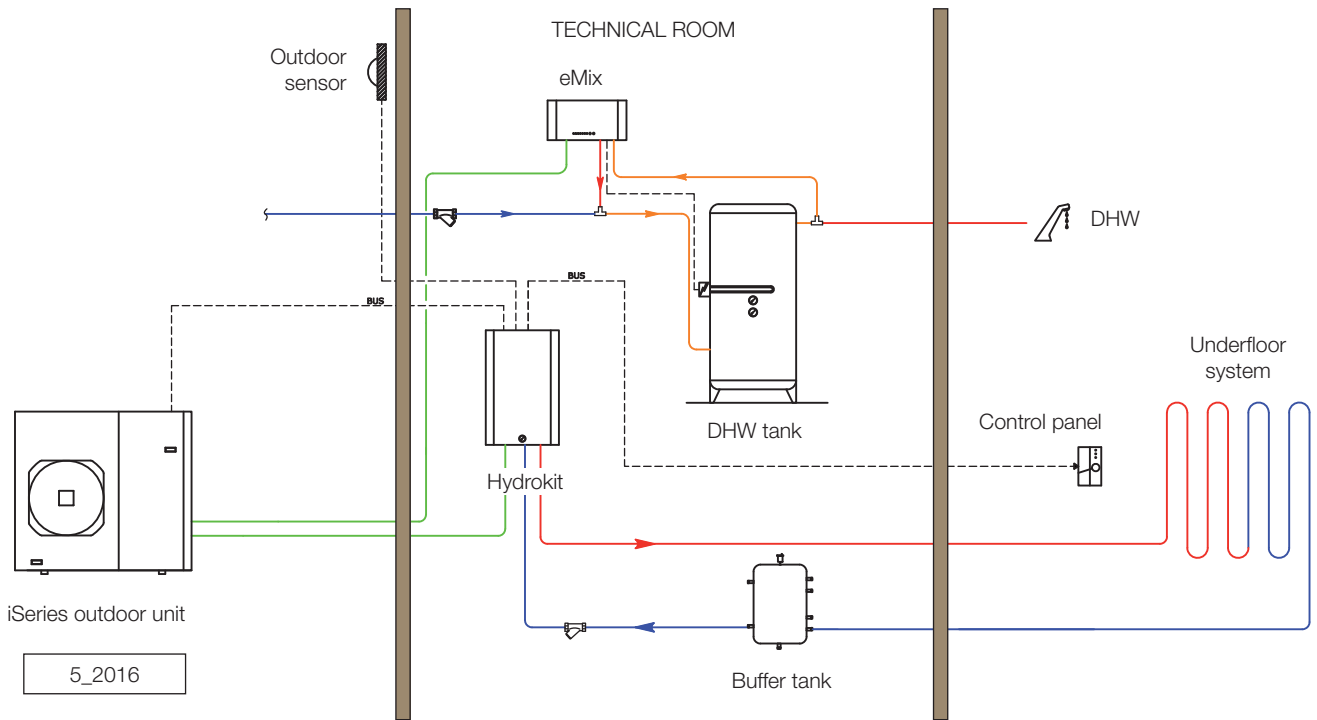 TECHNICAL ROOM
Outdoor
sensor
eMix
DHW
BUS
BUS
Underfloor
system
Control panel
DHW tank
Hydrokit
iSeries outdoor unit
Buffer tank
5_2016